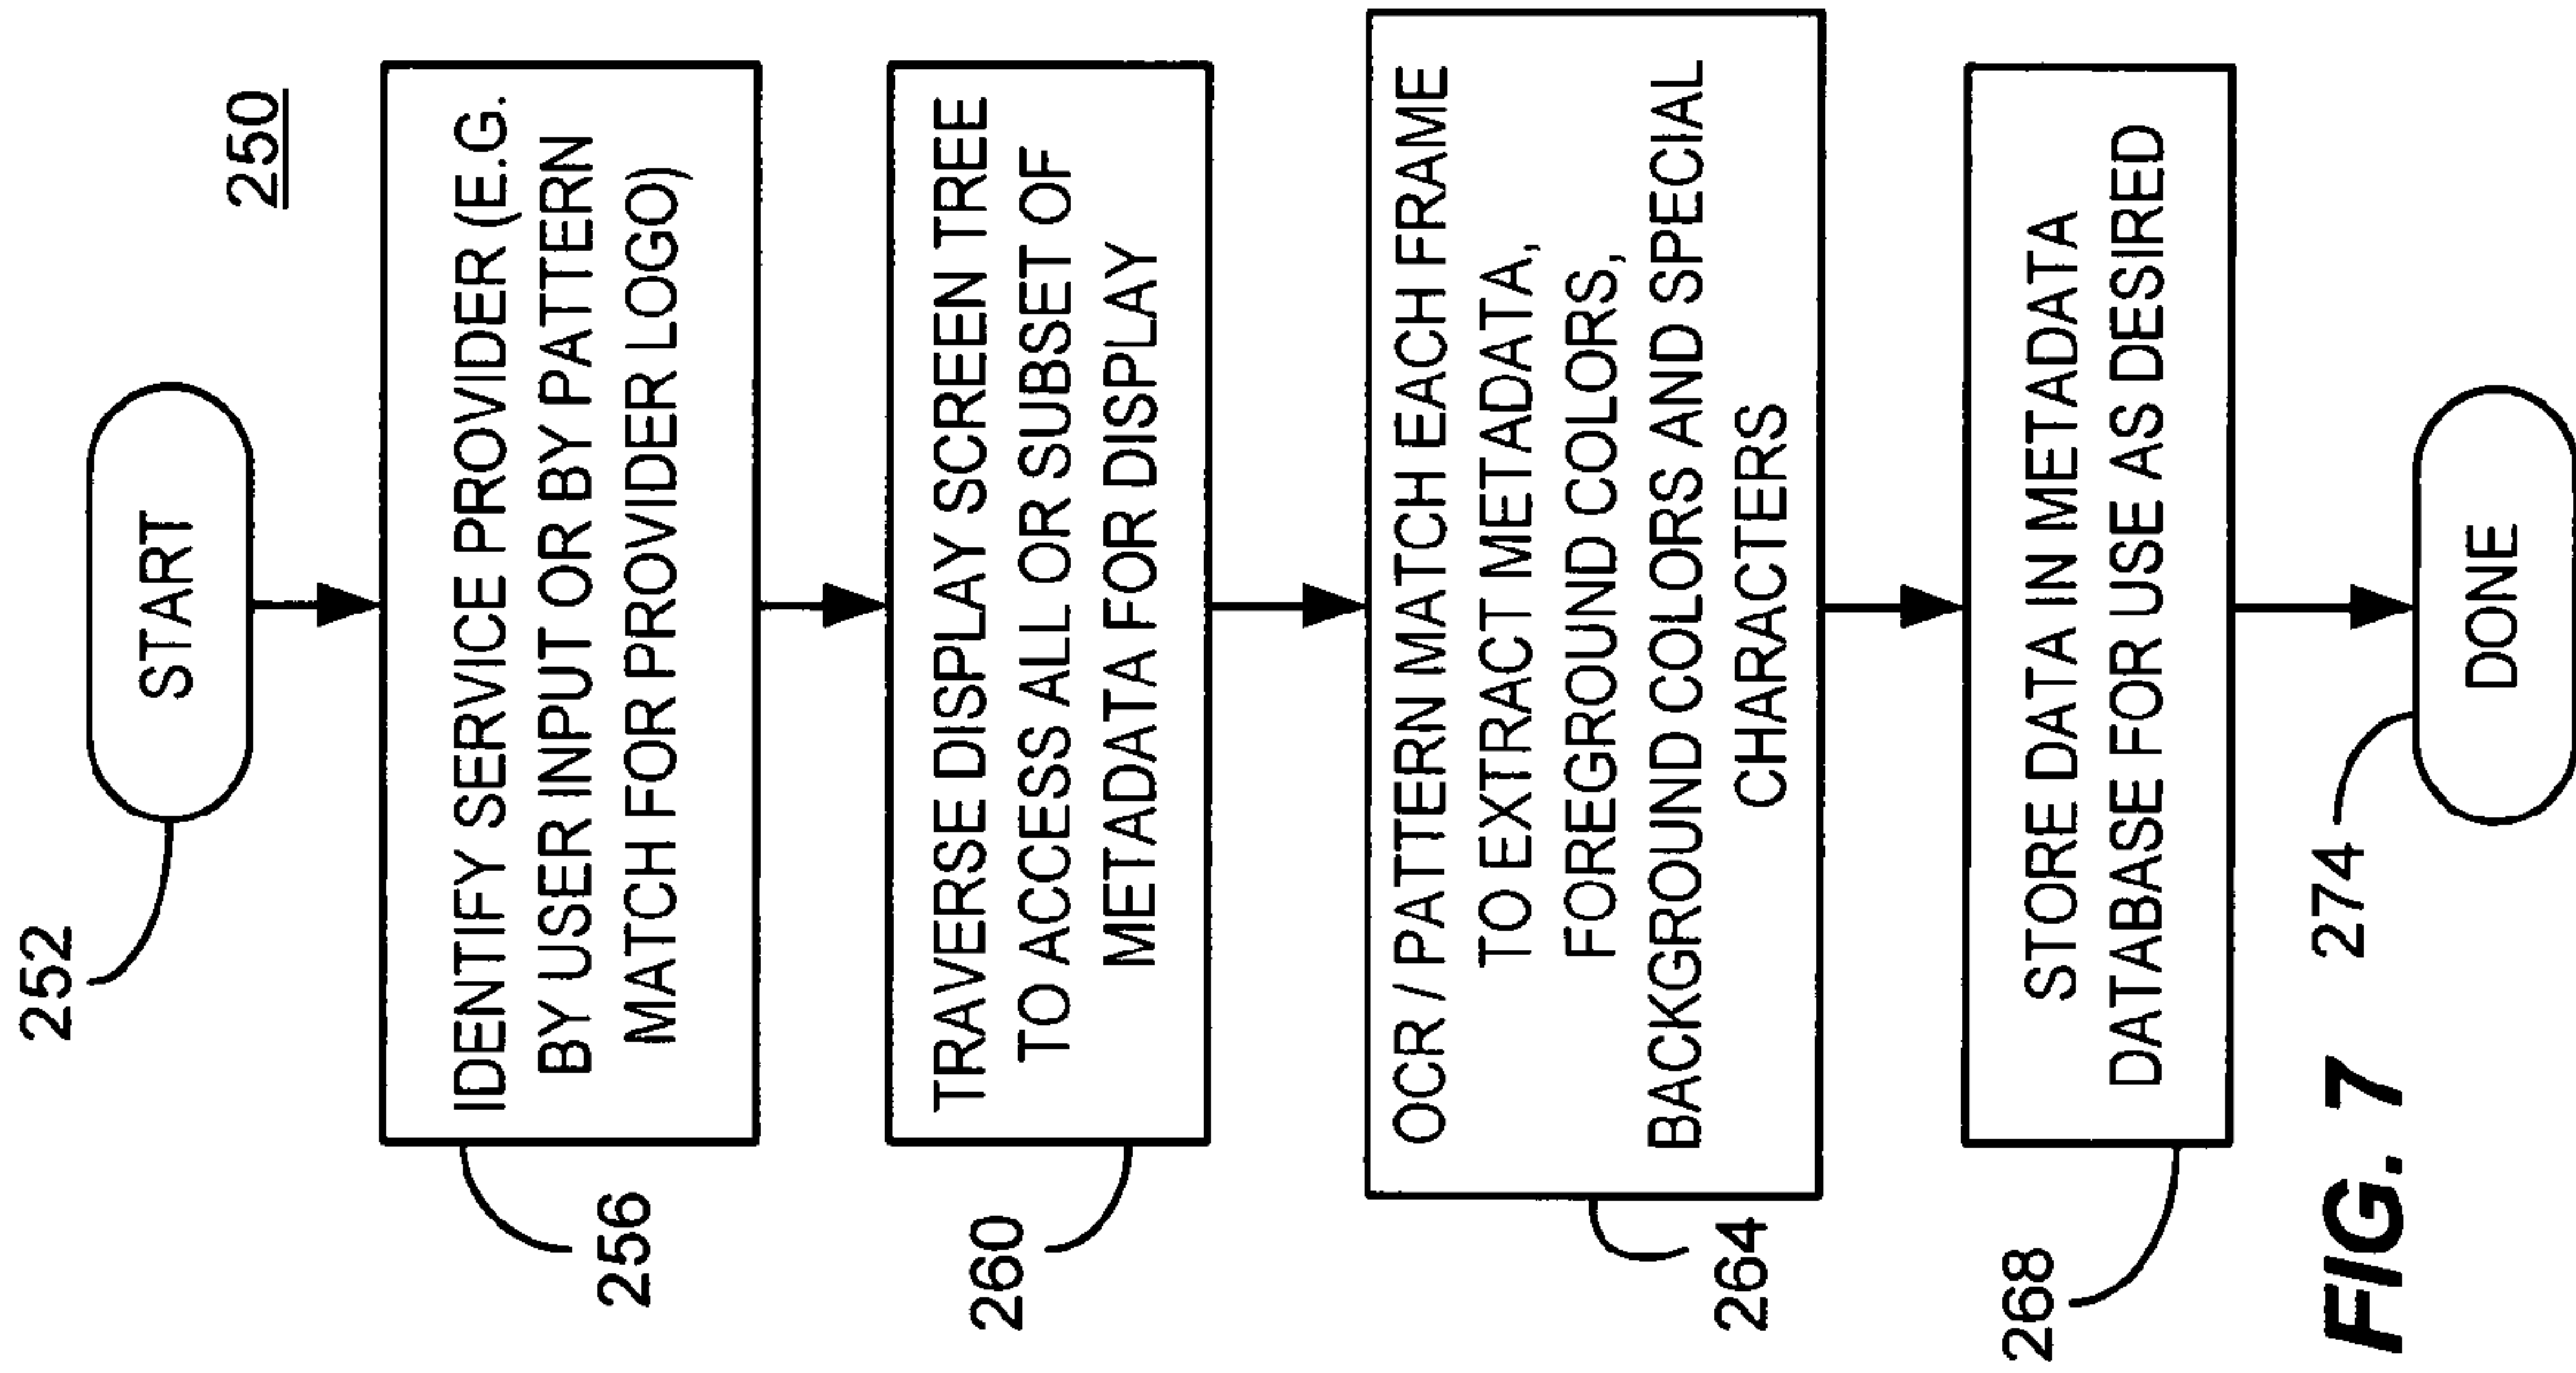 250
252
START
IDENTIFY SERVICE PROVIDER (E.G.
BY USER INPUT OR BY PATTERN
MATCH FOR PROVIDER LOGO)
256
TRAVERSE DISPLAY SCREEN TREE
TO ACCESS ALL OR SUBSET OF
METADATA FOR DISPLAY
260
OCR / PATTERN MATCH EACH FRAME
TO EXTRACT METADATA,
FOREGROUND COLORS,
BACKGROUND COLORS AND SPECIAL
CHARACTERS
264
STORE DATA IN METADATA
DATABASE FOR USE AS DESIRED
268
274
DONE
FIG. 7